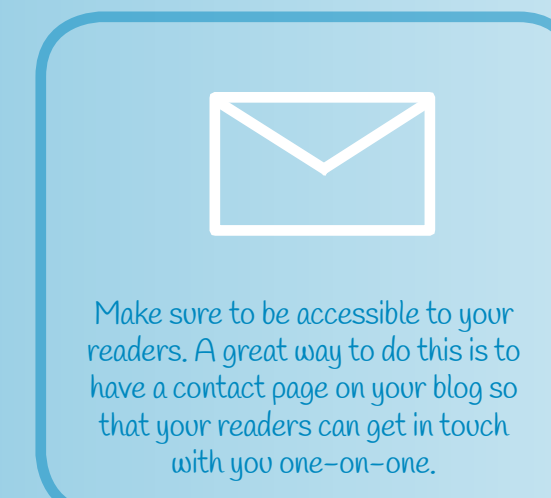 Make sure to be accessible to your
readers. A great way to do this is to
have a contact page on your blog so
that your readers can get in touch
with you one-on-one.